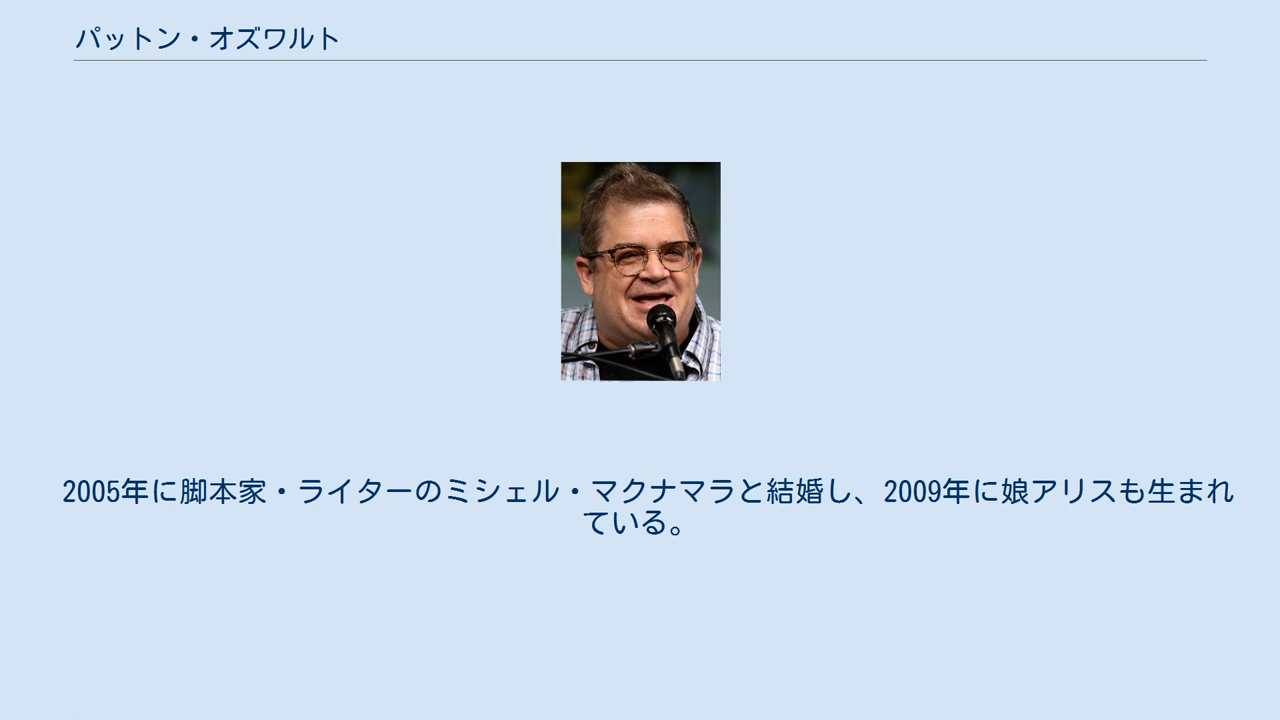 パットン・オズワルト
2005年に脚本家・ライターのミシェル・マクナマラと結婚し、2009年に娘アリスも生まれ
ている。